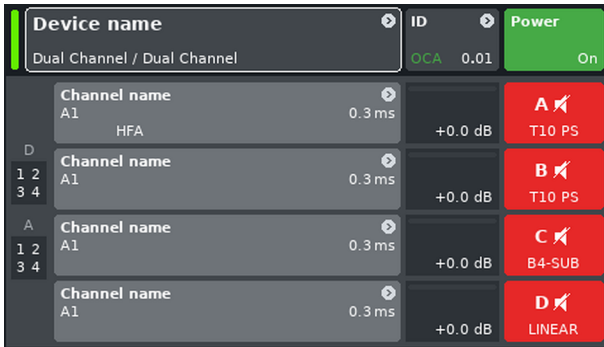 Device name
Dual Channel / Dual Channel
ID
OCA 0.01
Power
On
D
1 2
3 4
A
1 2
3 4
Channel name
A1 0.3 ms
HFA
+0.0 dB
A
T10 PS
Channel name
A1 0.3 ms
+0.0 dB
B
T10 PS
Channel name
A1 0.3 ms
+0.0 dB
C
B4-SUB
Channel name
A1 0.3 ms
+0.0 dB
D
LINEAR